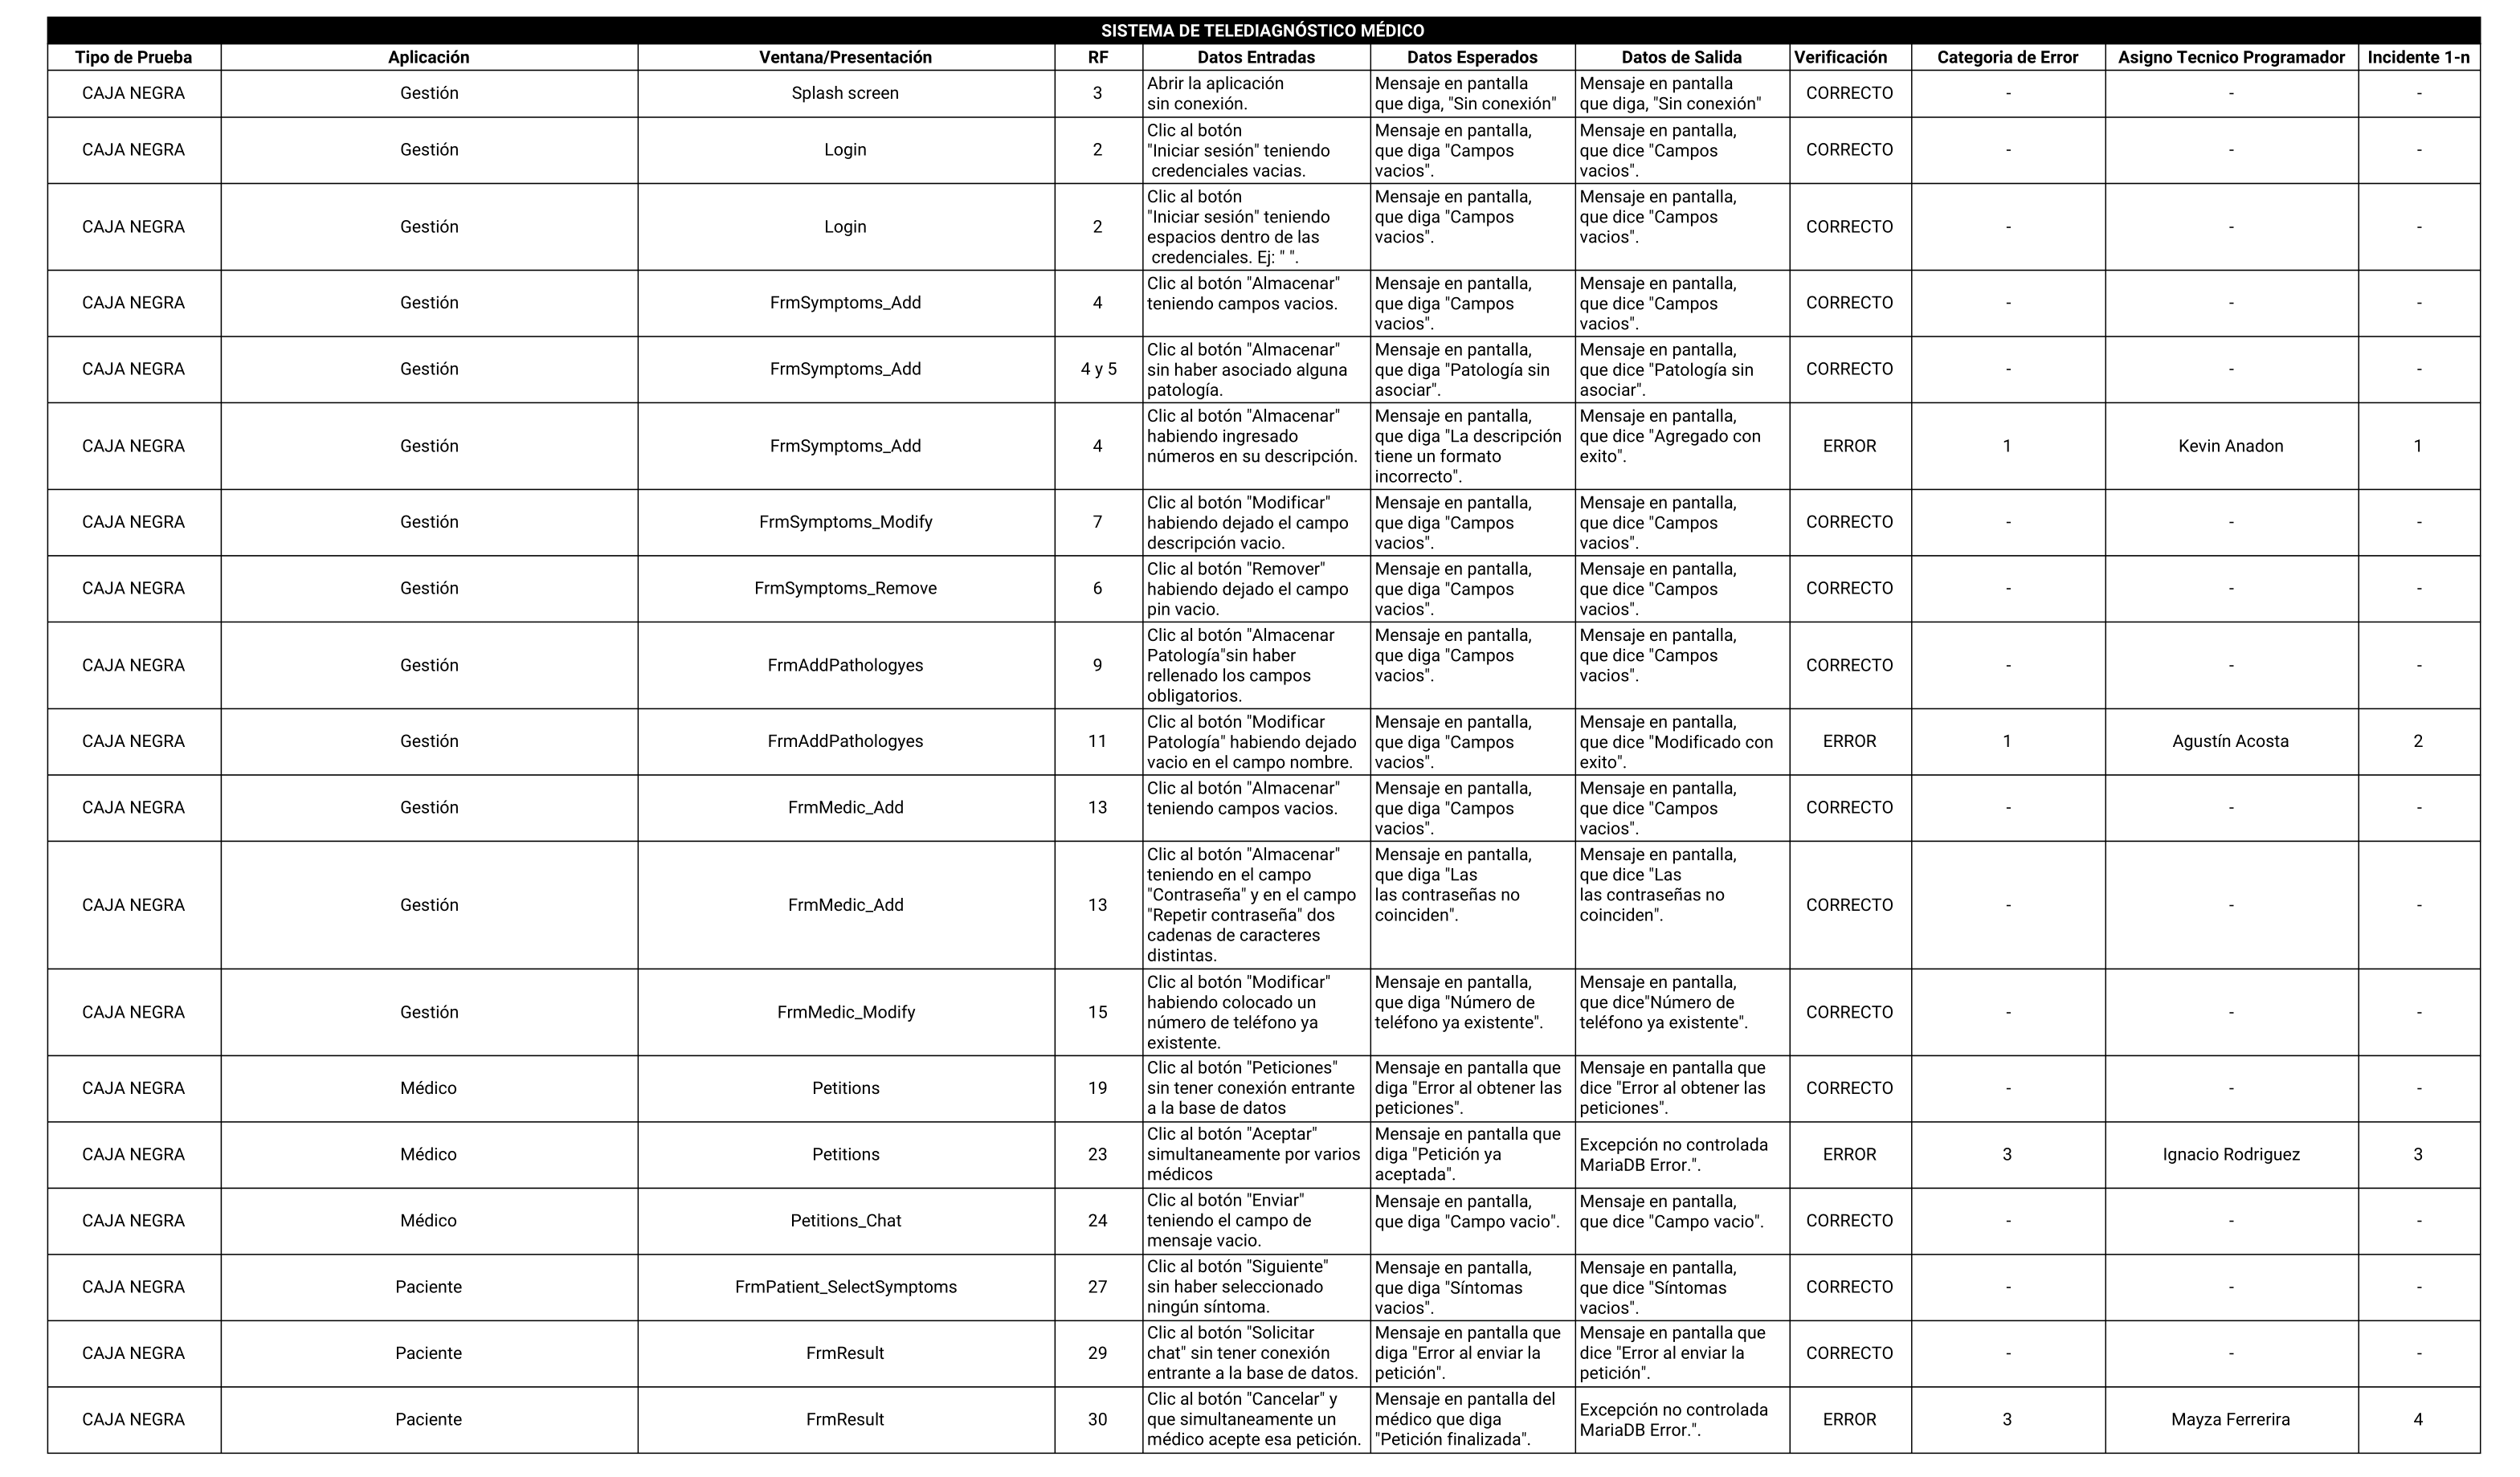 SISTEMA DE TELEDIAGNÓSTICO MÉDICO
Tipo de Prueba Aplicación Ventana/Presentación RF Datos Entradas Datos Esperados Datos de Salida Verificación Categoria de Error Asigno Tecnico Programador Incidente 1-n
CAJA NEGRA Gestión Splash screen 3
Abrir la aplicación
sin conexión.
Mensaje en pantalla
que diga, "Sin conexión"
Mensaje en pantalla
que diga, "Sin conexión"
CORRECTO - - -
CAJA NEGRA Gestión Login 2
Clic al botón
"Iniciar sesión" teniendo
credenciales vacias.
Mensaje en pantalla,
que diga "Campos
vacios".
Mensaje en pantalla,
que dice "Campos
vacios".
CORRECTO - - -
CAJA NEGRA Gestión Login 2
Clic al botón
"Iniciar sesión" teniendo
espacios dentro de las
credenciales. Ej: " ".
Mensaje en pantalla,
que diga "Campos
vacios".
Mensaje en pantalla,
que dice "Campos
vacios".
CORRECTO - - -
CAJA NEGRA Gestión FrmSymptoms_Add 4
Clic al botón "Almacenar"
teniendo campos vacios.
Mensaje en pantalla,
que diga "Campos
vacios".
Mensaje en pantalla,
que dice "Campos
vacios".
CORRECTO - - -
CAJA NEGRA Gestión FrmSymptoms_Add 4 y 5
Clic al botón "Almacenar"
sin haber asociado alguna
patología.
Mensaje en pantalla,
que diga "Patología sin
asociar".
Mensaje en pantalla,
que dice "Patología sin
asociar".
CORRECTO - - -
CAJA NEGRA Gestión FrmSymptoms_Add 4
Clic al botón "Almacenar"
habiendo ingresado
números en su descripción.
Mensaje en pantalla,
que diga "La descripción
tiene un formato
incorrecto".
Mensaje en pantalla,
que dice "Agregado con
exito".
ERROR 1 Kevin Anadon 1
CAJA NEGRA Gestión FrmSymptoms_Modify 7
Clic al botón "Modificar"
habiendo dejado el campo
descripción vacio.
Mensaje en pantalla,
que diga "Campos
vacios".
Mensaje en pantalla,
que dice "Campos
vacios".
CORRECTO - - -
CAJA NEGRA Gestión FrmSymptoms_Remove 6
Clic al botón "Remover"
habiendo dejado el campo
pin vacio.
Mensaje en pantalla,
que diga "Campos
vacios".
Mensaje en pantalla,
que dice "Campos
vacios".
CORRECTO - - -
CAJA NEGRA Gestión FrmAddPathologyes 9
Clic al botón "Almacenar
Patología"sin haber
rellenado los campos
obligatorios.
Mensaje en pantalla,
que diga "Campos
vacios".
Mensaje en pantalla,
que dice "Campos
vacios".
CORRECTO - - -
CAJA NEGRA Gestión FrmAddPathologyes 11
Clic al botón "Modificar
Patología" habiendo dejado
vacio en el campo nombre.
Mensaje en pantalla,
que diga "Campos
vacios".
Mensaje en pantalla,
que dice "Modificado con
exito".
ERROR 1 Agustín Acosta 2
CAJA NEGRA Gestión FrmMedic_Add 13
Clic al botón "Almacenar"
teniendo campos vacios.
Mensaje en pantalla,
que diga "Campos
vacios".
Mensaje en pantalla,
que dice "Campos
vacios".
CORRECTO - - -
CAJA NEGRA Gestión FrmMedic_Add 13
Clic al botón "Almacenar"
teniendo en el campo
"Contraseña" y en el campo
"Repetir contraseña" dos
cadenas de caracteres
distintas.
Mensaje en pantalla,
que diga "Las
las contraseñas no
coinciden".
Mensaje en pantalla,
que dice "Las
las contraseñas no
coinciden".
CORRECTO - - -
CAJA NEGRA Gestión FrmMedic_Modify 15
Clic al botón "Modificar"
habiendo colocado un
número de teléfono ya
existente.
Mensaje en pantalla,
que diga "Número de
teléfono ya existente".
Mensaje en pantalla,
que dice"Número de
teléfono ya existente".
CORRECTO - - -
CAJA NEGRA Médico Petitions 19
Clic al botón "Peticiones"
sin tener conexión entrante
a la base de datos
Mensaje en pantalla que
diga "Error al obtener las
peticiones".
Mensaje en pantalla que
dice "Error al obtener las
peticiones".
CORRECTO - - -
CAJA NEGRA Médico Petitions 23
Clic al botón "Aceptar"
simultaneamente por varios
médicos
Mensaje en pantalla que
diga "Petición ya
aceptada".
Excepción no controlada
MariaDB Error.".
ERROR 3 Ignacio Rodriguez 3
CAJA NEGRA Médico Petitions_Chat 24
Clic al botón "Enviar"
teniendo el campo de
mensaje vacio.
Mensaje en pantalla,
que diga "Campo vacio".
Mensaje en pantalla,
que dice "Campo vacio".
CORRECTO - - -
CAJA NEGRA Paciente FrmPatient_SelectSymptoms 27
Clic al botón "Siguiente"
sin haber seleccionado
ningún síntoma.
Mensaje en pantalla,
que diga "Síntomas
vacios".
Mensaje en pantalla,
que dice "Síntomas
vacios".
CORRECTO - - -
CAJA NEGRA Paciente FrmResult 29
Clic al botón "Solicitar
chat" sin tener conexión
entrante a la base de datos.
Mensaje en pantalla que
diga "Error al enviar la
petición".
Mensaje en pantalla que
dice "Error al enviar la
petición".
CORRECTO - - -
CAJA NEGRA Paciente FrmResult 30
Clic al botón "Cancelar" y
que simultaneamente un
médico acepte esa petición.
Mensaje en pantalla del
médico que diga
"Petición finalizada".
Excepción no controlada
MariaDB Error.".
ERROR 3 Mayza Ferrerira 4